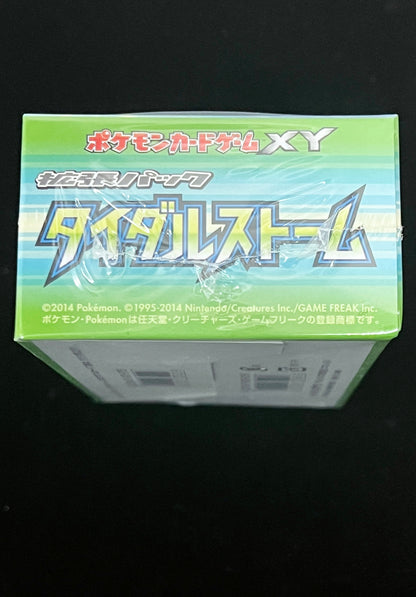 ポケモンカードゲームXY
拡張パック
タイダルストーム
©2014 Pokémon. ©1995-2014 Nintendo/Creatures Inc./GAME FREAK inc.
ポケモン・Pokémonは任天堂・クリーチャーズ・ゲームフリークの登録商標です。